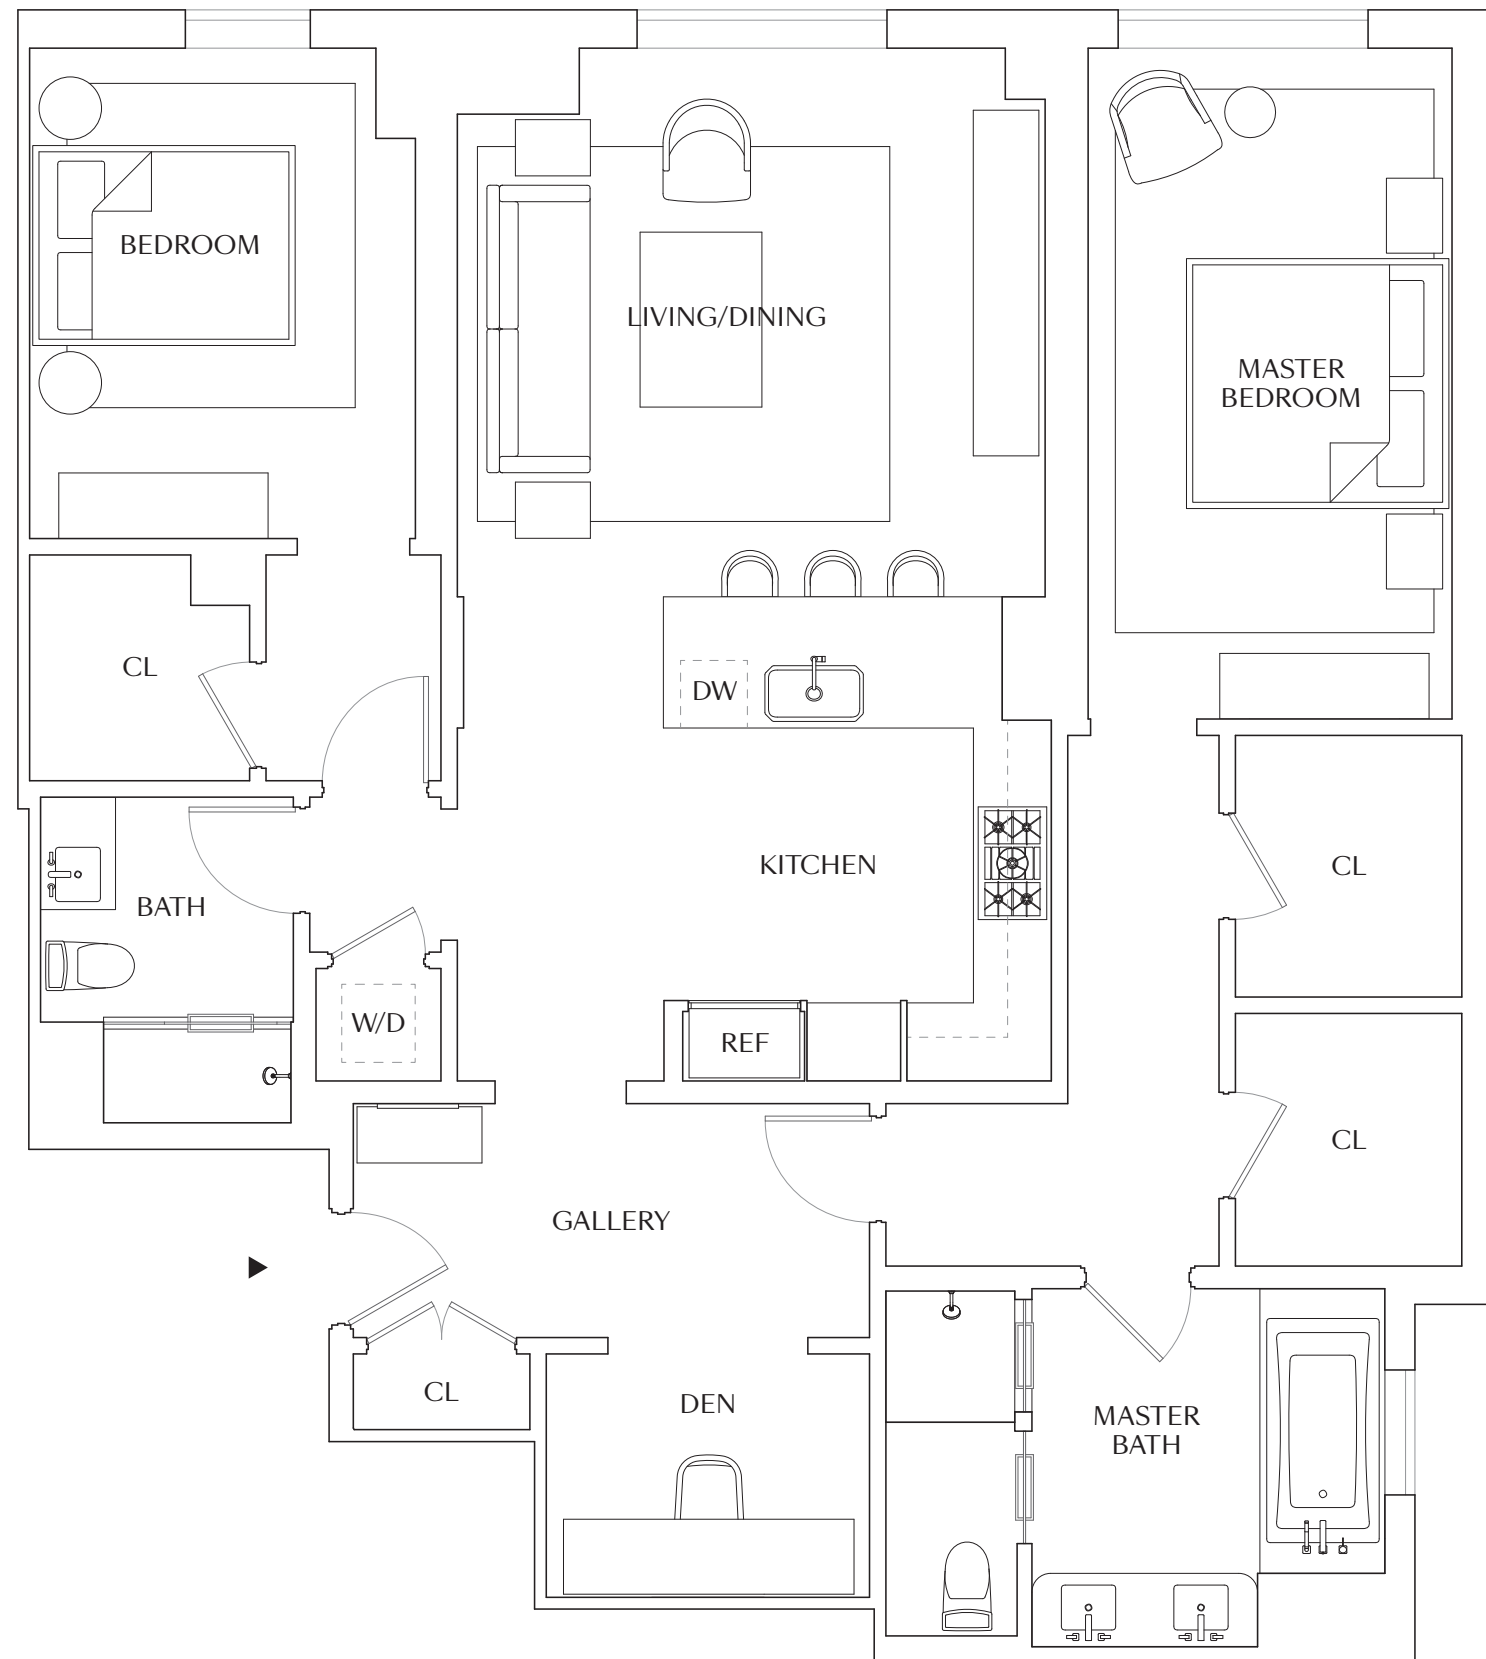 BEDROOM
LIVING/DINING
MASTER
BEDROOM
CL
DW
KITCHEN
CL
BATH
W/D
REF
CL
GALLERY
CL
DEN
MASTER
BATH